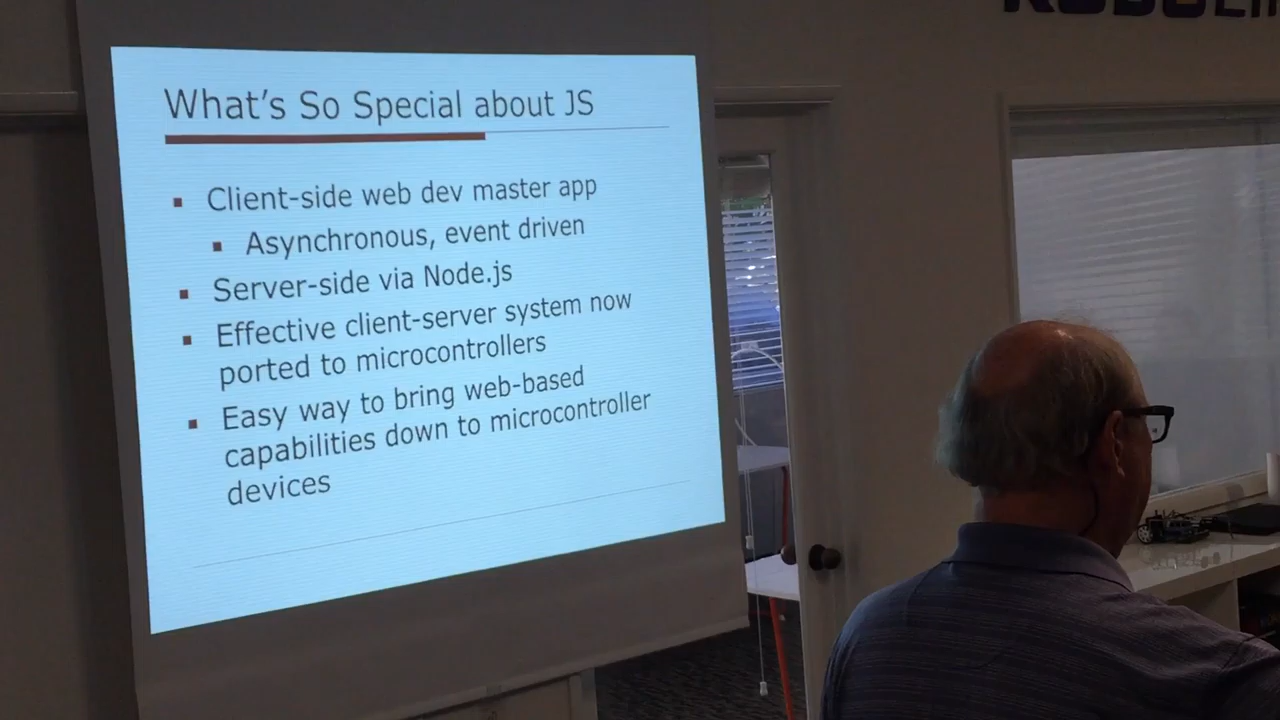 What's So Special about JS
Client-side web dev master app
Asynchronous, event driven
Server-side via Node.js
Effective client-server system now
ported to microcontrollers
Easy way to bring web-based
capabilities down to microcontroller
devices